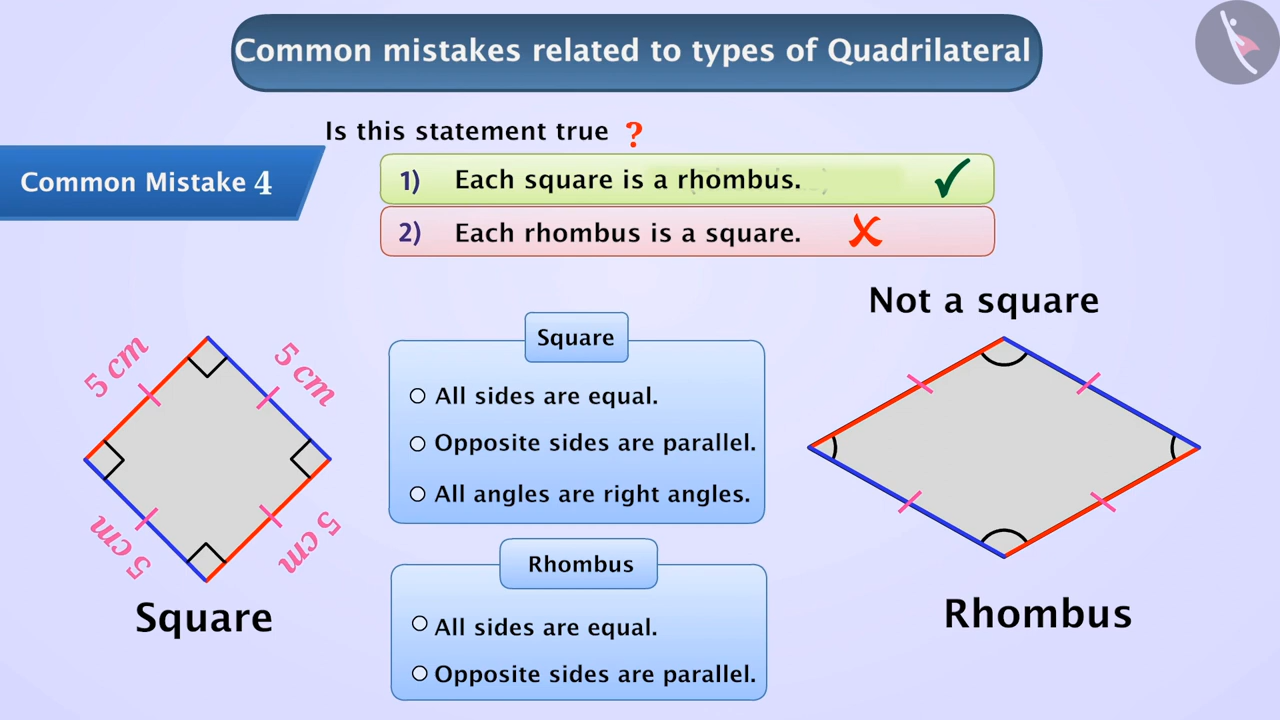 Common mistakes related to types of Quadrilateral
Is this statement true ?
Common Mistake 4
1) Each square is a rhombus. ✓
2) Each rhombus is a square. ✗
Not a square
Square
All sides are equal.
Opposite sides are parallel.
All angles are right angles.
5 cm
5 cm
5 cm
5 cm
Square
Rhombus
All sides are equal.
Opposite sides are parallel.
Rhombus